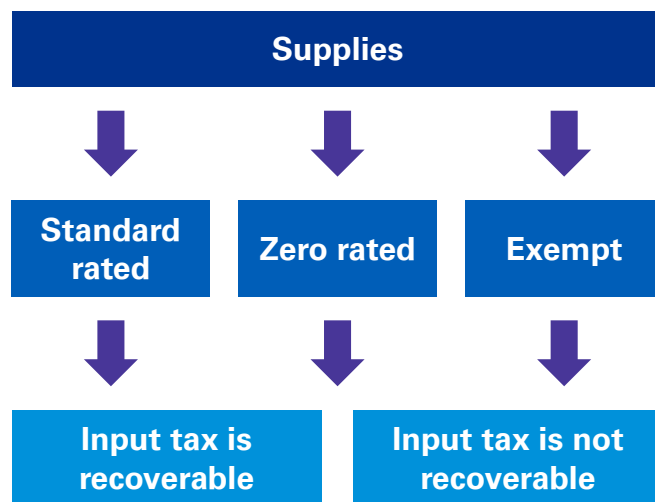 Supplies
Standard
rated
Zero rated
Exempt
Input tax is
recoverable
Input tax is not
recoverable